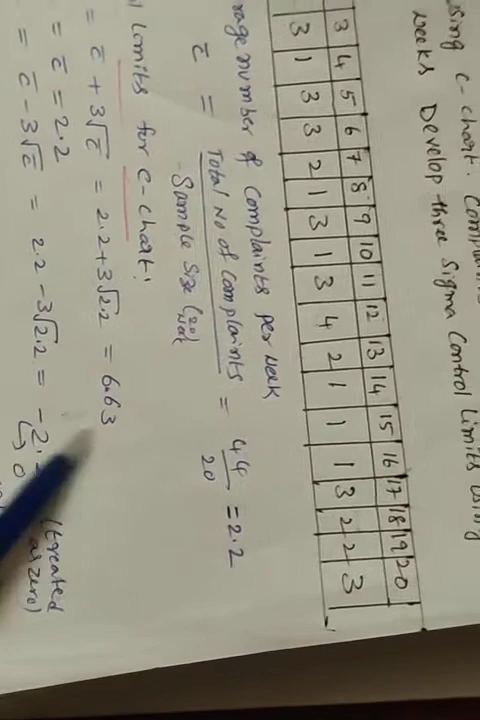 using c-chart.
weeks Develop three Sigma Control Limits using
3 4 5 6 7 8 9 10 11 12 13 14 15 16 17 18 19 20
3 1 3 3 2 1 3 1 3 4 2 1 1 1 3 2 2 3
number of complaints per week
c̄ = Total No of complaints / Sample Size = 44 / 20 = 2.2
Limits for c-chart:
= c̄ + 3√c̄ = 2.2 + 3√2.2 = 6.63
= c̄ = 2.2
= c̄ - 3√c̄ = 2.2 - 3√2.2 = -2. (treated
↳ 0 as zero)